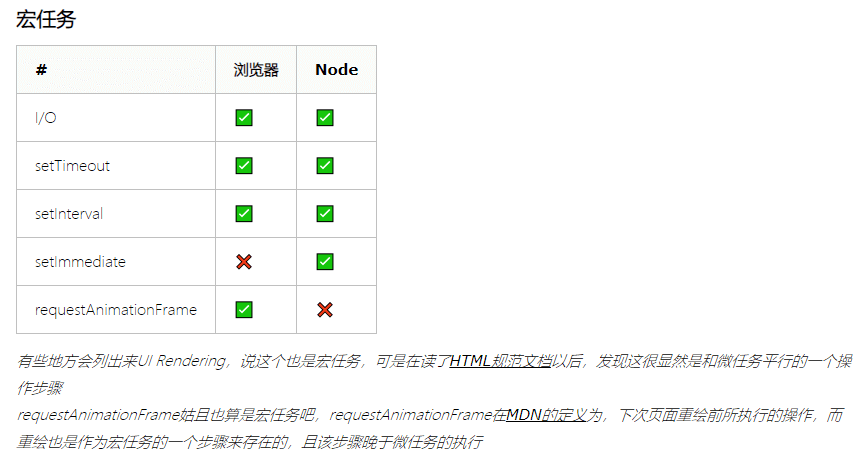 宏任务
# 浏览器 Node
I/O ✅ ✅
setTimeout ✅ ✅
setInterval ✅ ✅
setImmediate ❌ ✅
requestAnimationFrame ✅ ❌
有些地方会列出来UI Rendering，说这个也是宏任务，可是在读了HTML规范文档以后，发现这很显然是和微任务平行的一个操
作步骤
requestAnimationFrame姑且也算是宏任务吧，requestAnimationFrame在MDN的定义为，下次页面重绘前所执行的操作，而
重绘也是作为宏任务的一个步骤来存在的，且该步骤晚于微任务的执行